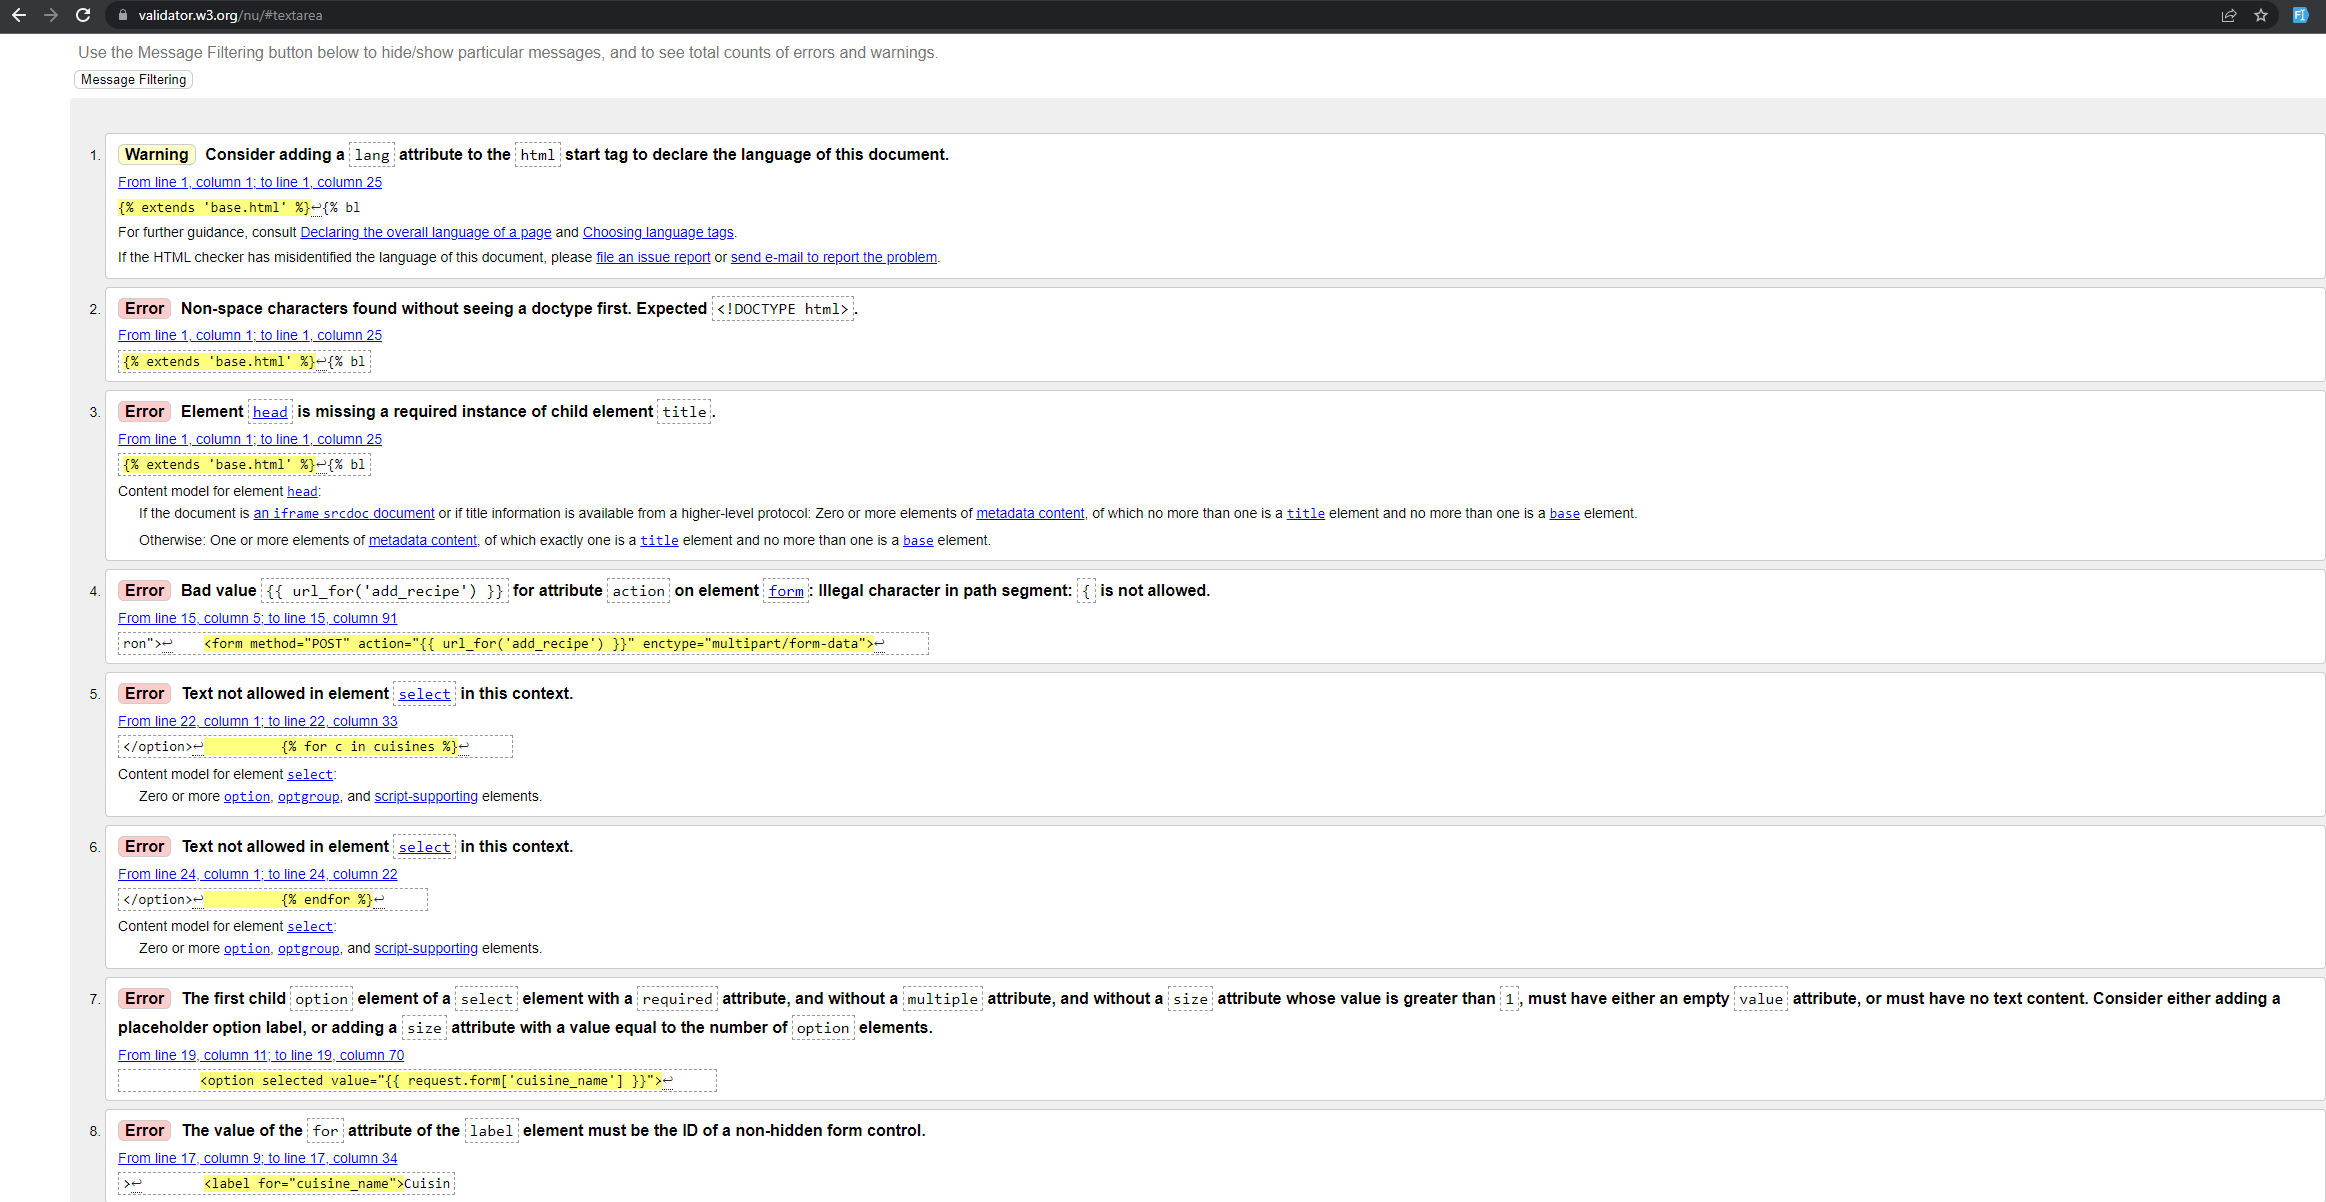 validator.w3.org/nu/#textarea
Use the Message Filtering button below to hide/show particular messages, and to see total counts of errors and warnings.
Message Filtering
1. Warning Consider adding a lang attribute to the html start tag to declare the language of this document.
From line 1, column 1; to line 1, column 25
{% extends 'base.html' %}↩{% bl
For further guidance, consult Declaring the overall language of a page and Choosing language tags.
If the HTML checker has misidentified the language of this document, please file an issue report or send e-mail to report the problem.
2. Error Non-space characters found without seeing a doctype first. Expected <!DOCTYPE html>.
From line 1, column 1; to line 1, column 25
{% extends 'base.html' %}↩{% bl
3. Error Element head is missing a required instance of child element title.
From line 1, column 1; to line 1, column 25
{% extends 'base.html' %}↩{% bl
Content model for element head:
If the document is an iframe srcdoc document or if title information is available from a higher-level protocol: Zero or more elements of metadata content, of which no more than one is a title element and no more than one is a base element.
Otherwise: One or more elements of metadata content, of which exactly one is a title element and no more than one is a base element.
4. Error Bad value {{ url_for('add_recipe') }} for attribute action on element form: Illegal character in path segment: { is not allowed.
From line 15, column 5; to line 15, column 91
ron">↩ <form method="POST" action="{{ url_for('add_recipe') }}" enctype="multipart/form-data">↩
5. Error Text not allowed in element select in this context.
From line 22, column 1; to line 22, column 33
</option>↩ {% for c in cuisines %}↩
Content model for element select:
Zero or more option, optgroup, and script-supporting elements.
6. Error Text not allowed in element select in this context.
From line 24, column 1; to line 24, column 22
</option>↩ {% endfor %}↩
Content model for element select:
Zero or more option, optgroup, and script-supporting elements.
7. Error The first child option element of a select element with a required attribute, and without a multiple attribute, and without a size attribute whose value is greater than 1, must have either an empty value attribute, or must have no text content. Consider either adding a
placeholder option label, or adding a size attribute with a value equal to the number of option elements.
From line 19, column 11; to line 19, column 70
<option selected value="{{ request.form['cuisine_name'] }}">↩
8. Error The value of the for attribute of the label element must be the ID of a non-hidden form control.
From line 17, column 9; to line 17, column 34
>↩ <label for="cuisine_name">Cuisin